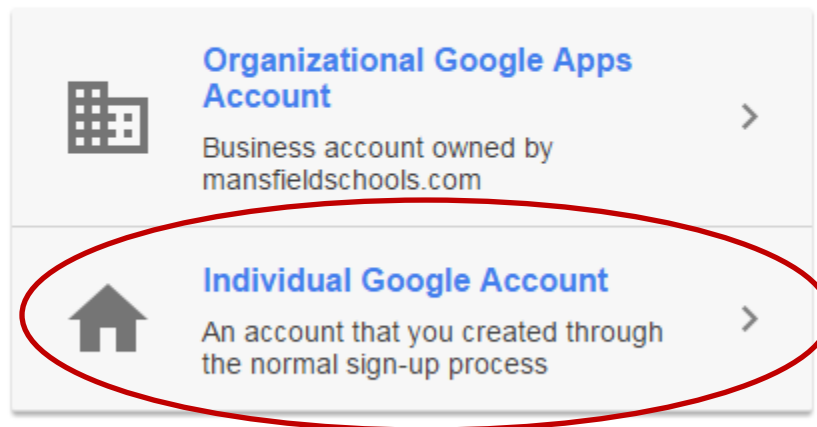 Organizational Google Apps
Account
Business account owned by
mansfieldschools.com
Individual Google Account
An account that you created through
the normal sign-up process